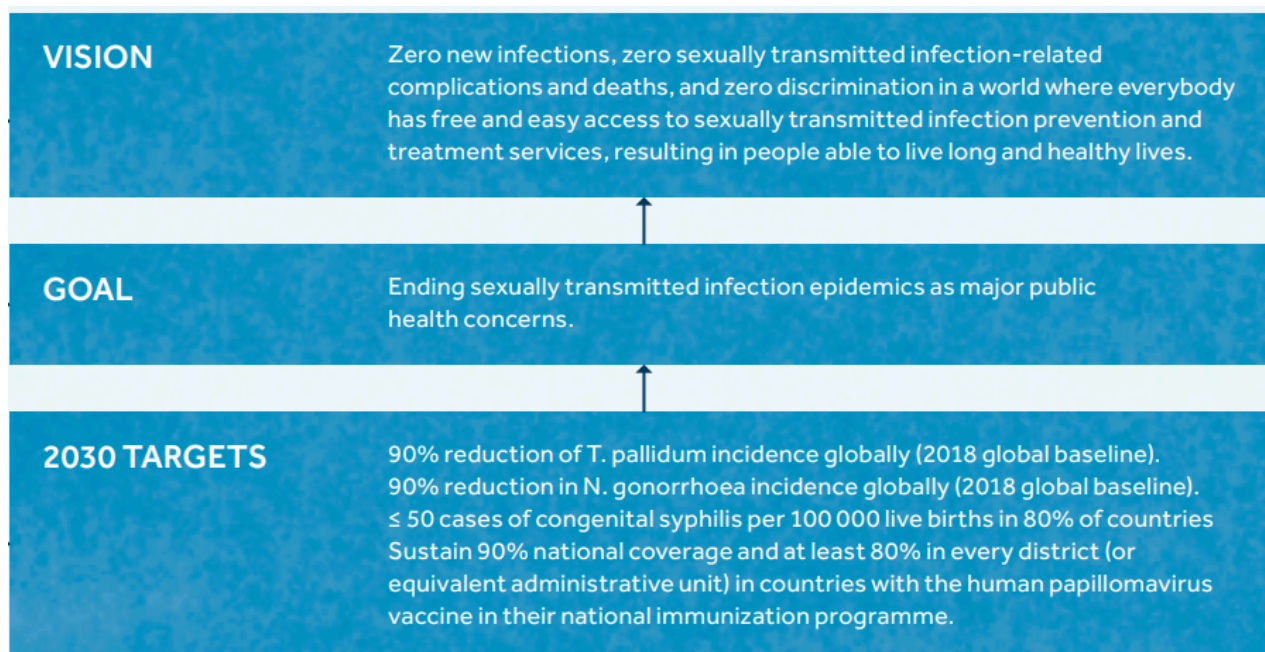 VISION
Zero new infections, zero sexually transmitted infection-related
complications and deaths, and zero discrimination in a world where everybody
has free and easy access to sexually transmitted infection prevention and
treatment services, resulting in people able to live long and healthy lives.
GOAL
Ending sexually transmitted infection epidemics as major public
health concerns.
2030 TARGETS
90% reduction of T. pallidum incidence globally (2018 global baseline).
90% reduction in N. gonorrhoea incidence globally (2018 global baseline).
≤ 50 cases of congenital syphilis per 100 000 live births in 80% of countries
Sustain 90% national coverage and at least 80% in every district (or
equivalent administrative unit) in countries with the human papillomavirus
vaccine in their national immunization programme.